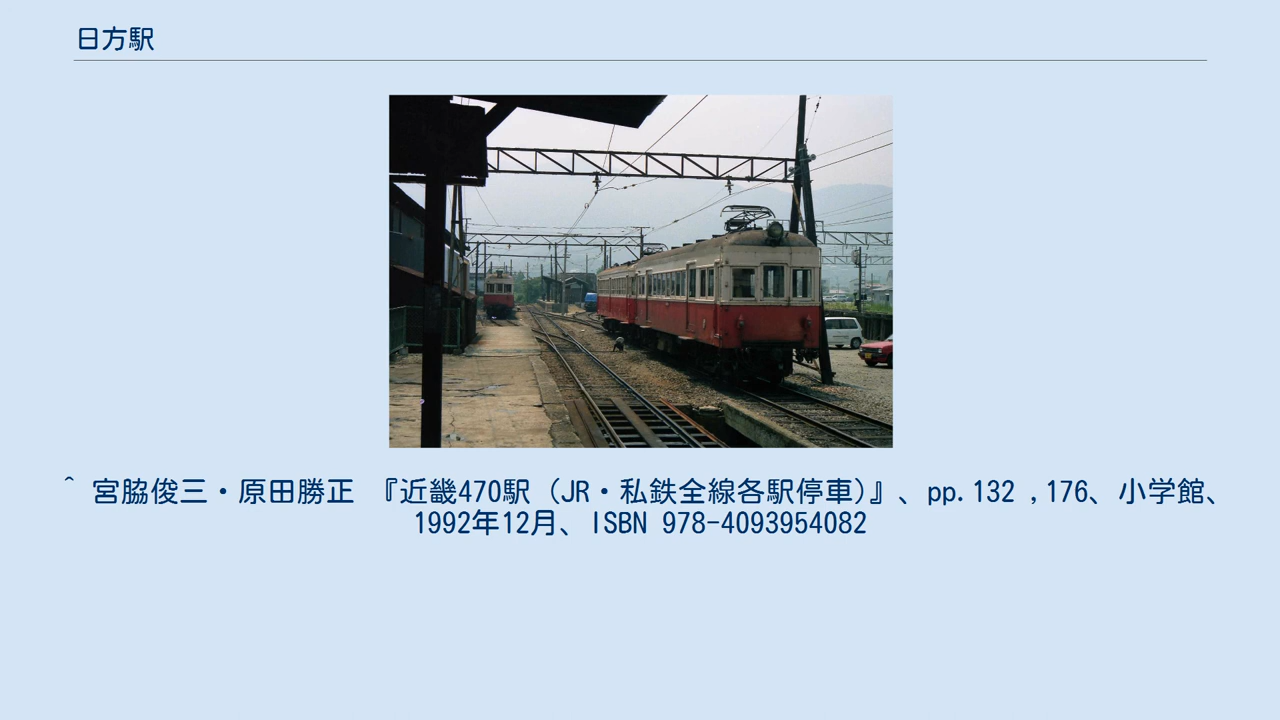 日方駅
^ 宮脇俊三・原田勝正 『近畿470駅（JR・私鉄全線各駅停車)』、pp.132 ,176、小学館、
1992年12月、ISBN 978-4093954082